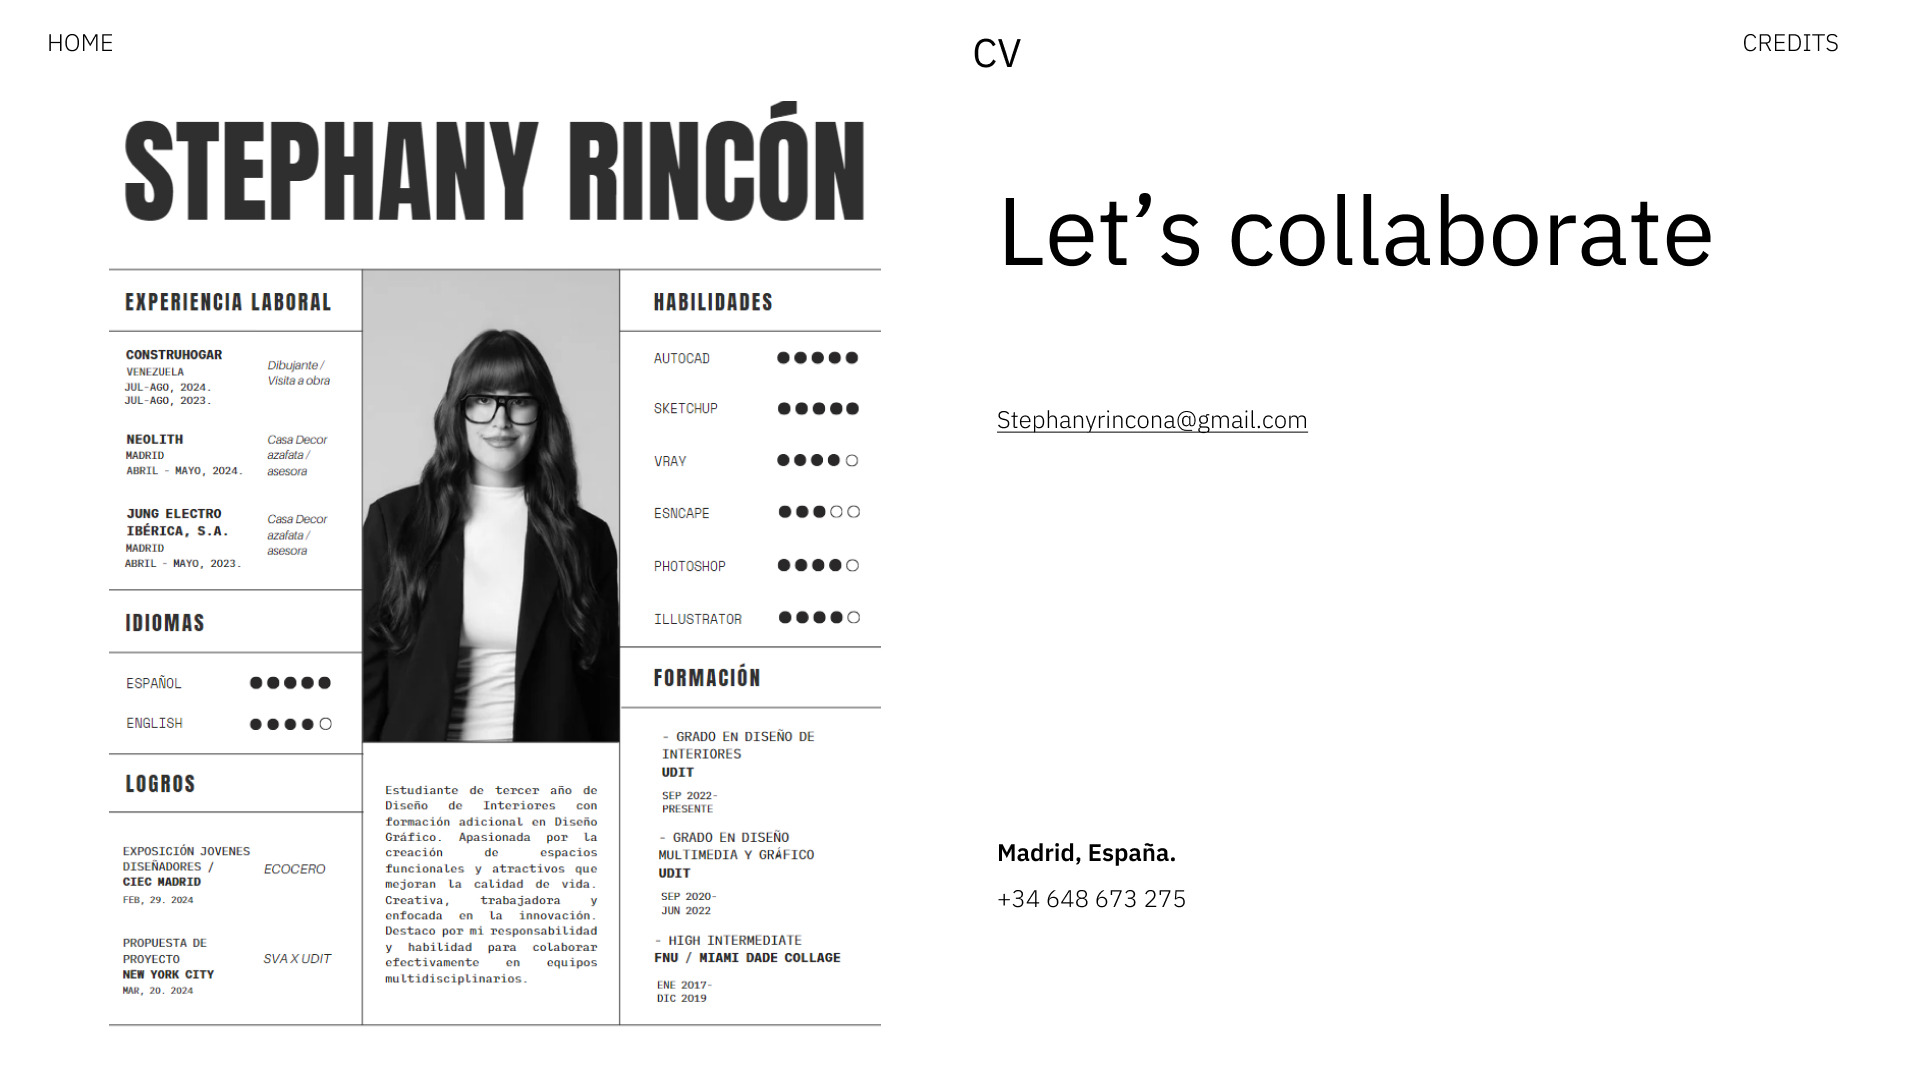 HOME
CV
CREDITS
STEPHANY RINCÓN
EXPERIENCIA LABORAL
CONSTRUHOGAR
VENEZUELA
JUL-AGO, 2024.
JUL-AGO, 2023.
Dibujante /
Visita a obra
NEOLITH
MADRID
ABRIL - MAYO, 2024.
Casa Decor
azafata /
asesora
JUNG ELECTRO
IBÉRICA, S.A.
MADRID
ABRIL - MAYO, 2023.
Casa Decor
azafata /
asesora
IDIOMAS
ESPAÑOL
ENGLISH
LOGROS
EXPOSICIÓN JOVENES
DISEÑADORES /
CIEC MADRID
FEB, 29. 2024
ECOCERO
PROPUESTA DE
PROYECTO
NEW YORK CITY
MAR, 20. 2024
SVA X UDIT
Estudiante de tercer año de
Diseño de Interiores con
formación adicional en Diseño
Gráfico. Apasionada por la
creación de espacios
funcionales y atractivos que
mejoran la calidad de vida.
Creativa, trabajadora y
enfocada en la innovación.
Destaco por mi responsabilidad
y habilidad para colaborar
efectivamente en equipos
multidisciplinarios.
HABILIDADES
AUTOCAD
SKETCHUP
VRAY
ESNCAPE
PHOTOSHOP
ILLUSTRATOR
FORMACIÓN
- GRADO EN DISEÑO DE
INTERIORES
UDIT
SEP 2022-
PRESENTE
- GRADO EN DISEÑO
MULTIMEDIA Y GRÁFICO
UDIT
SEP 2020-
JUN 2022
- HIGH INTERMEDIATE
FNU / MIAMI DADE COLLAGE
ENE 2017-
DIC 2019
Let’s collaborate
Stephanyrincona@gmail.com
Madrid, España.
+34 648 673 275